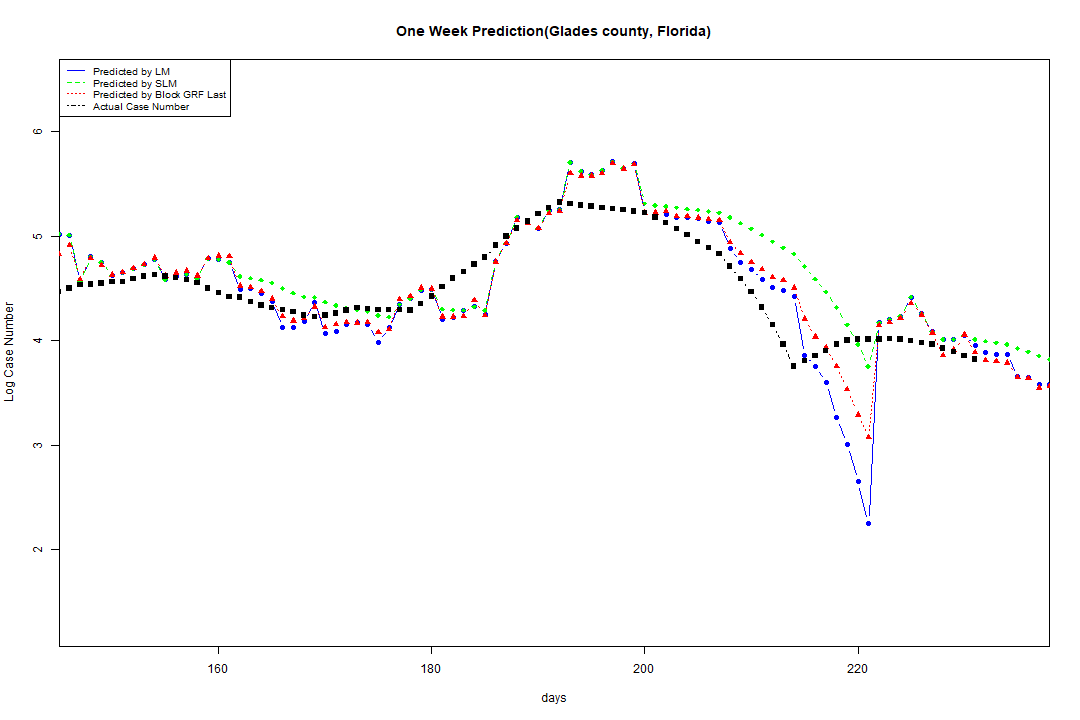 One Week Prediction(Glades county, Florida)
Predicted by LM
Predicted by SLM
Predicted by Block GRF Last
Actual Case Number
6
5
4
3
2
Log Case Number
160
180
200
220
days